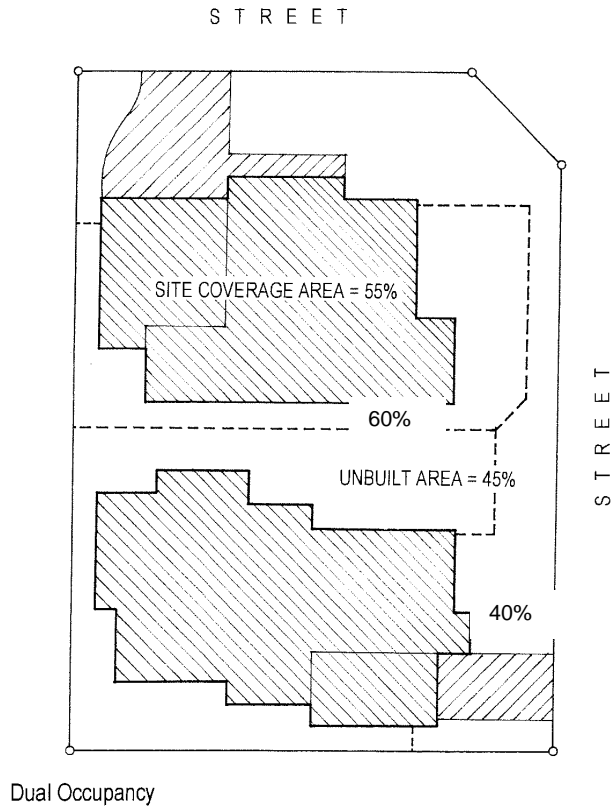 STREET
SITE COVERAGE AREA = 55%
60%
STREET
UNBUILT AREA = 45%
40%
Dual Occupancy